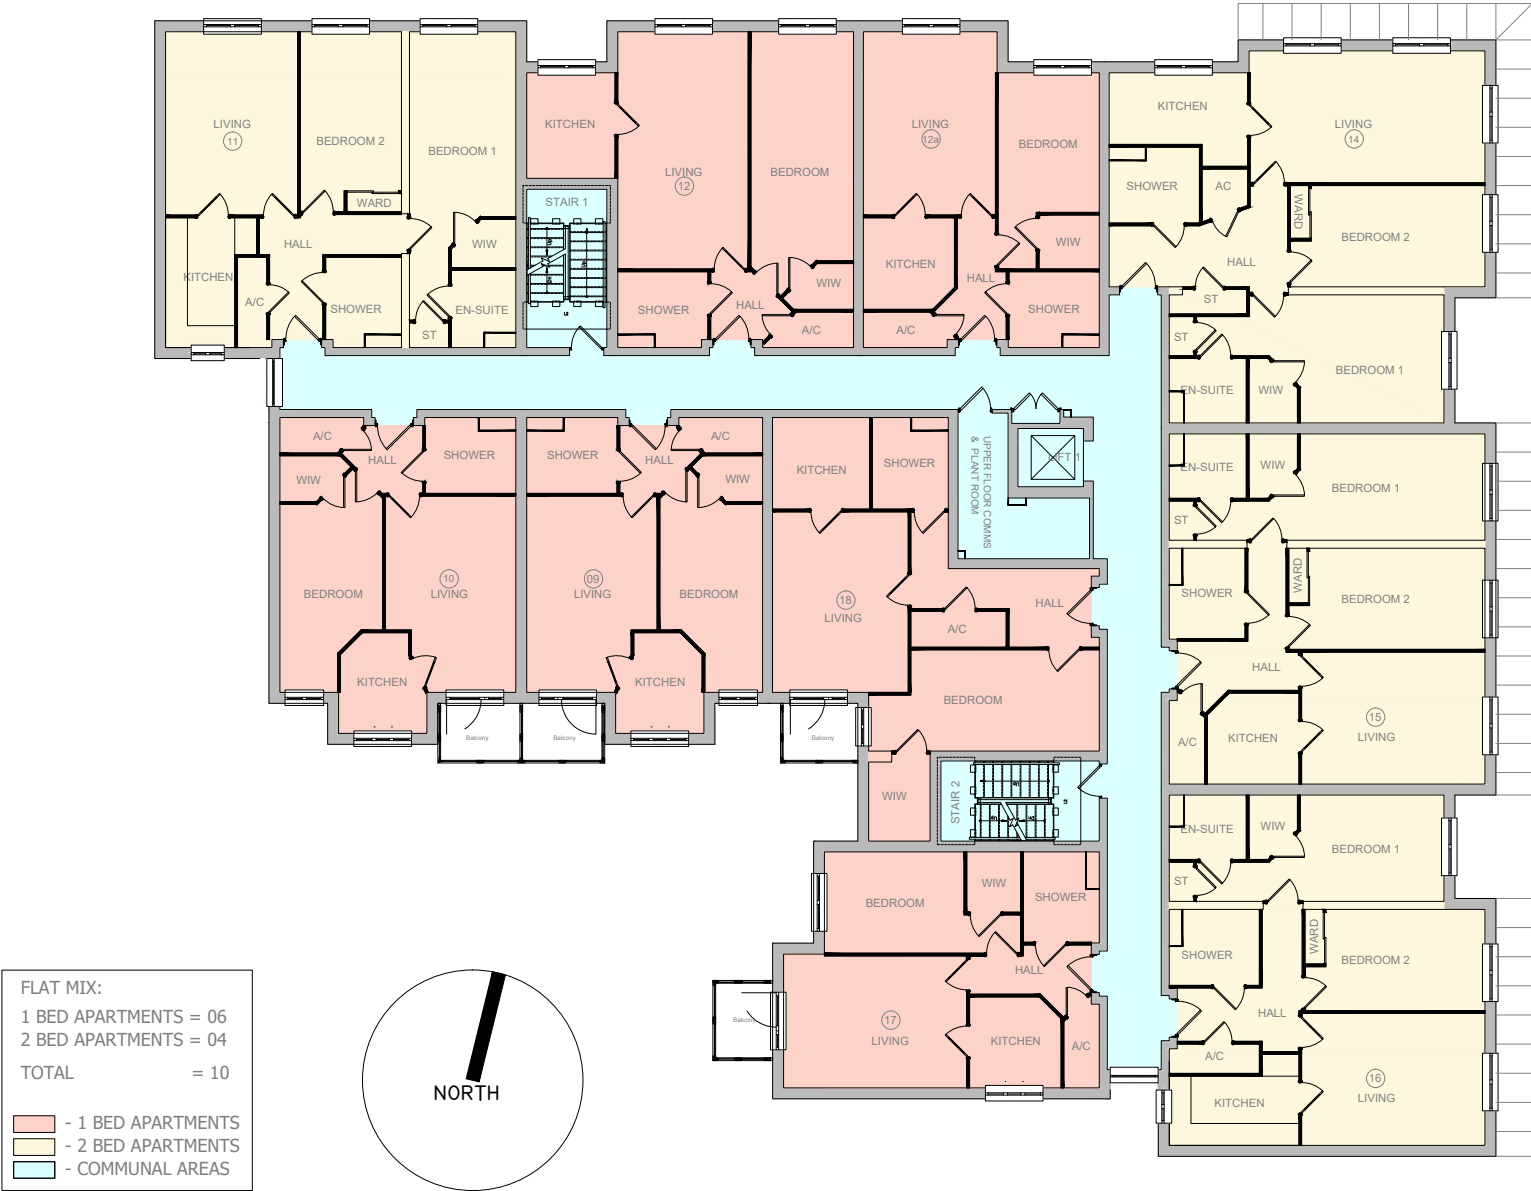 LIVING
11
BEDROOM 2
BEDROOM 1
WARD
HALL
WIW
KITCHEN
A/C
SHOWER
EN-SUITE
ST
KITCHEN
STAIR 1
LIVING
12
BEDROOM
SHOWER
HALL
WIW
A/C
LIVING
12a
BEDROOM
WIW
KITCHEN
HALL
A/C
SHOWER
KITCHEN
LIVING
14
SHOWER
AC
WARD
BEDROOM 2
HALL
ST
ST
BEDROOM 1
EN-SUITE
WIW
A/C
HALL
SHOWER
WIW
BEDROOM
10
LIVING
KITCHEN
SHOWER
HALL
A/C
WIW
09
LIVING
BEDROOM
KITCHEN
Balcony
Balcony
KITCHEN
SHOWER
UPPER FLOOR COMMS
& PLANT ROOM
LIFT 1
18
LIVING
HALL
A/C
BEDROOM
Balcony
WIW
STAIR 2
EN-SUITE
WIW
BEDROOM 1
ST
SHOWER
WARD
BEDROOM 2
HALL
A/C
KITCHEN
15
LIVING
EN-SUITE
WIW
BEDROOM 1
ST
SHOWER
WARD
BEDROOM 2
HALL
A/C
KITCHEN
16
LIVING
BEDROOM
WIW
SHOWER
HALL
17
LIVING
KITCHEN
A/C
Balcony
FLAT MIX:
1 BED APARTMENTS = 06
2 BED APARTMENTS = 04
TOTAL = 10
- 1 BED APARTMENTS
- 2 BED APARTMENTS
- COMMUNAL AREAS
NORTH